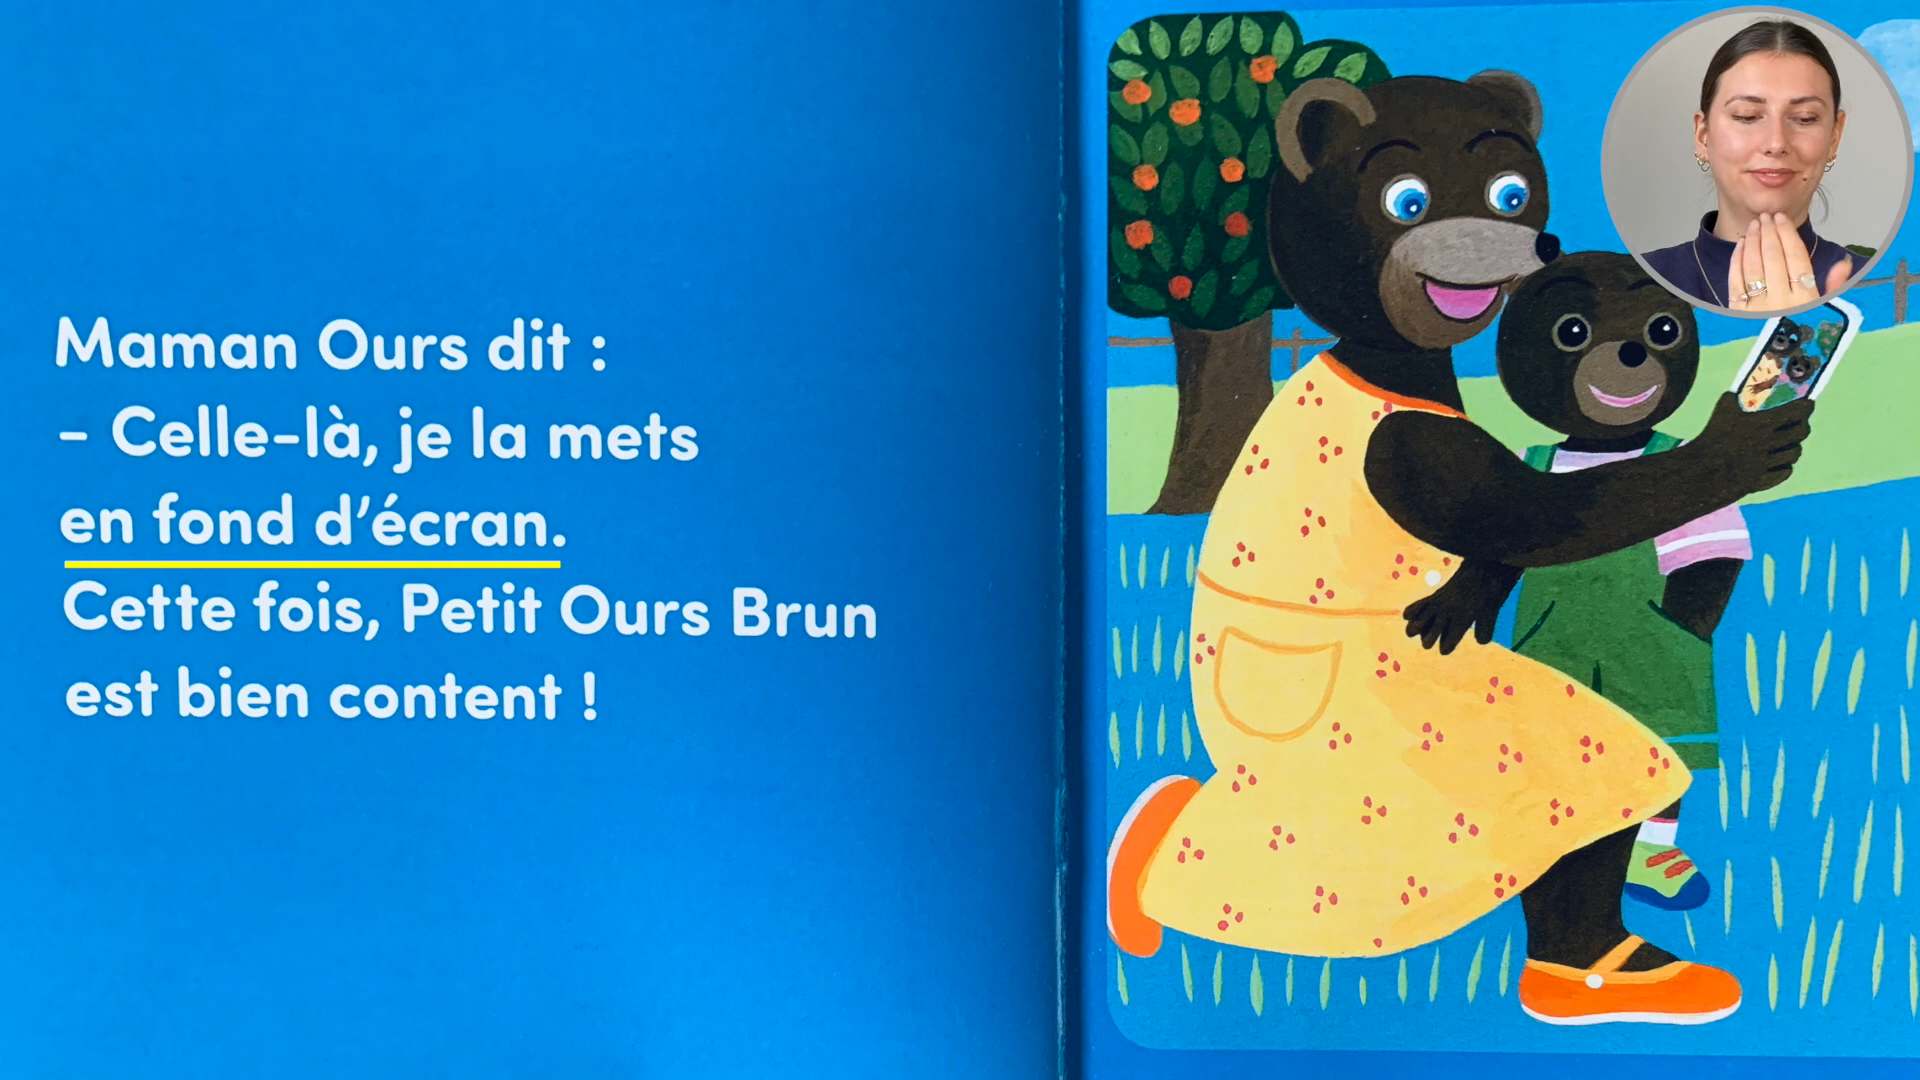 Maman Ours dit :
– Celle-là, je la mets
en fond d'écran.
Cette fois, Petit Ours Brun
est bien content !